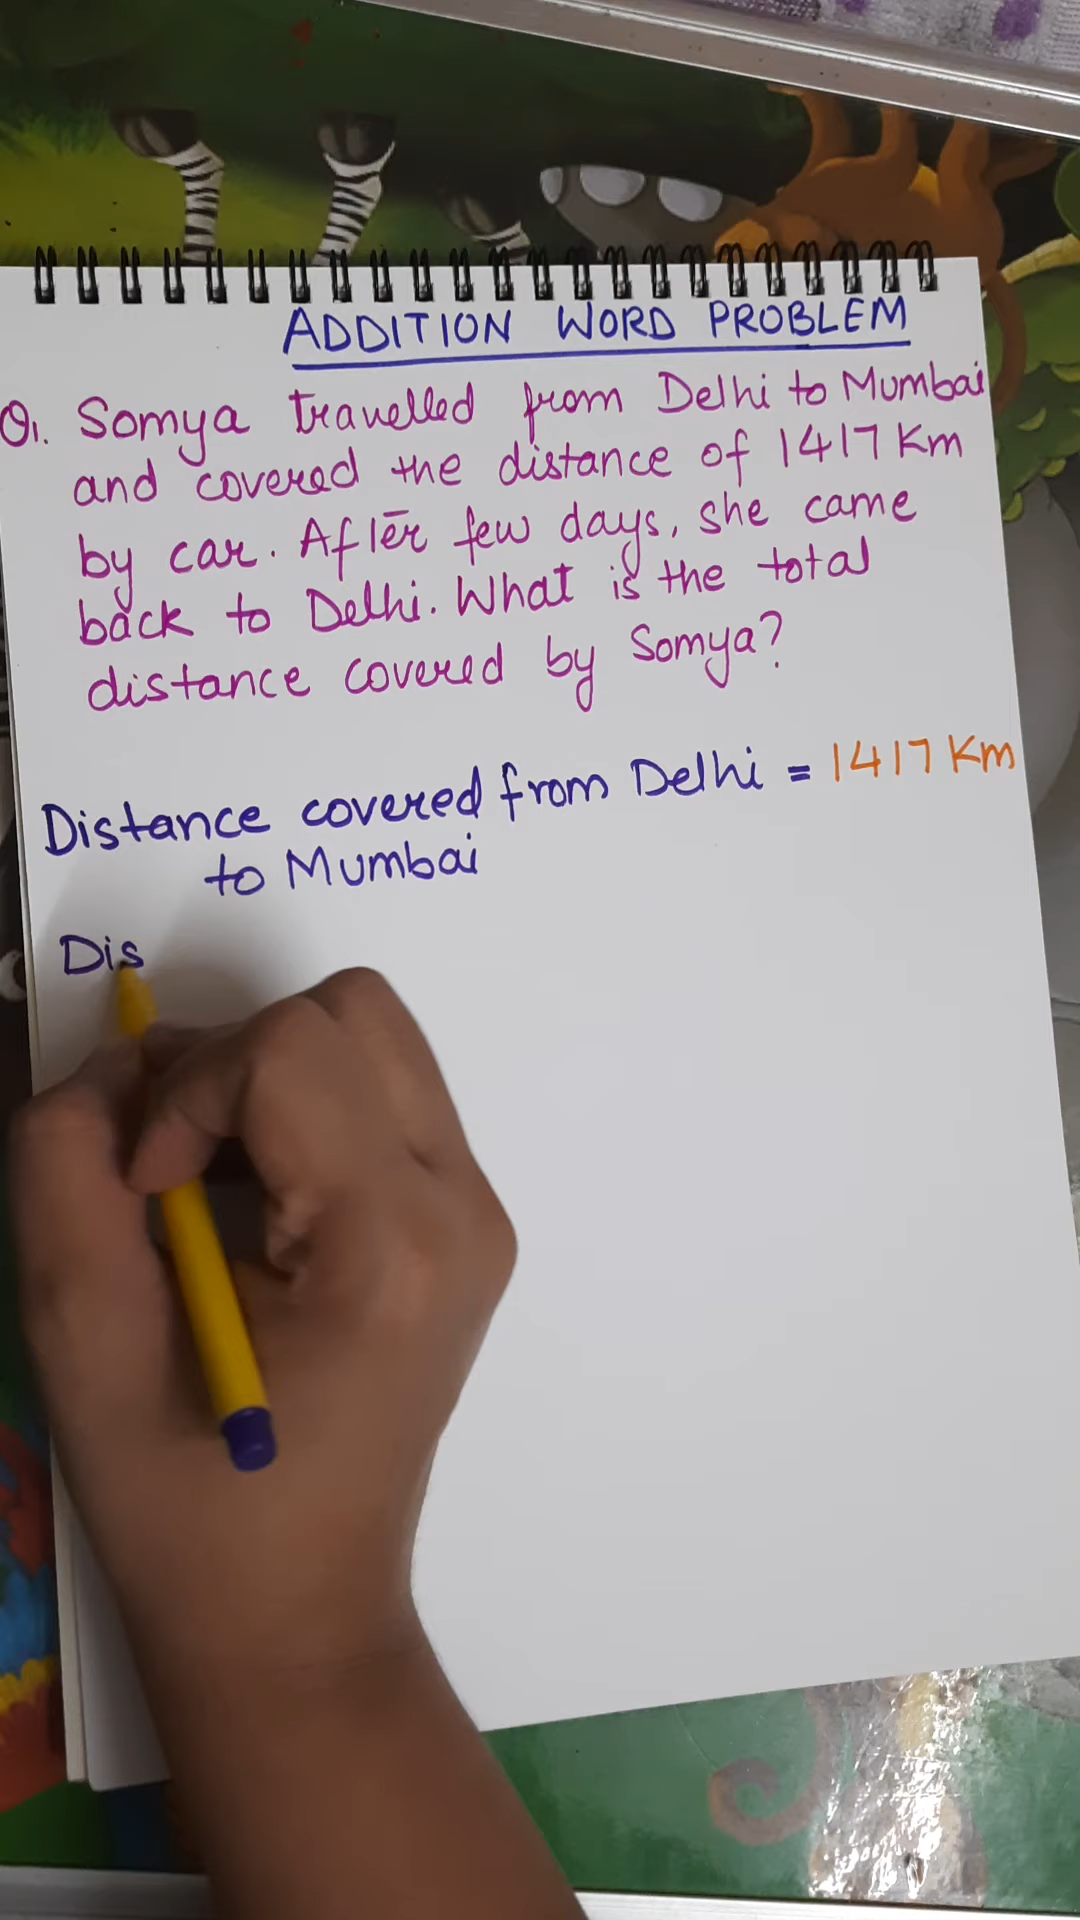 ADDITION WORD PROBLEM
Q1. Somya travelled from Delhi to Mumbai
and covered the distance of 1417 Km
by car. After few days, she came
back to Delhi. What is the total
distance covered by Somya?
Distance covered from Delhi = 1417 Km
to Mumbai
Dis